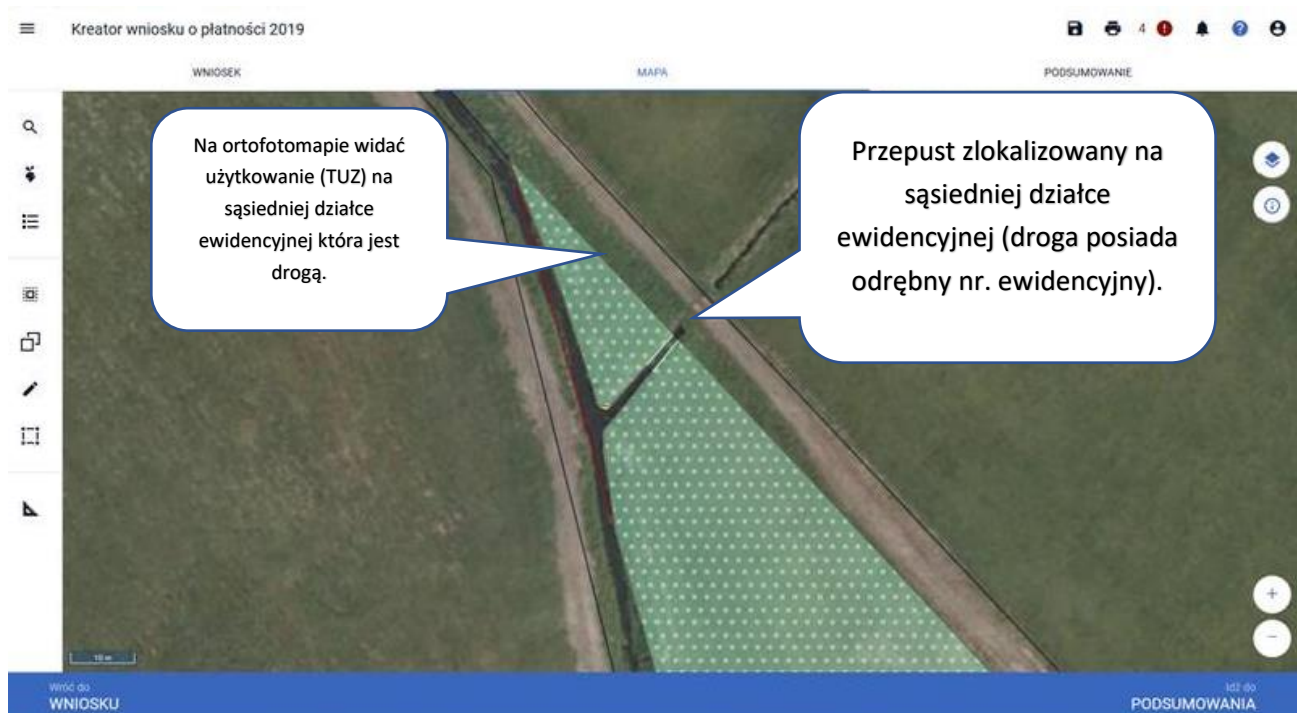 Kreator wniosku o płatności 2019
4
WNIOSEK
MAPA
PODSUMOWANIE
Na ortofotomapie widać
użytkowanie (TUZ) na
sąsiedniej działce
ewidencyjnej która jest
drogą.
Przepust zlokalizowany na
sąsiedniej działce
ewidencyjnej (droga posiada
odrębny nr. ewidencyjny).
10 m
Wróć do
WNIOSKU
Idź do
PODSUMOWANIA